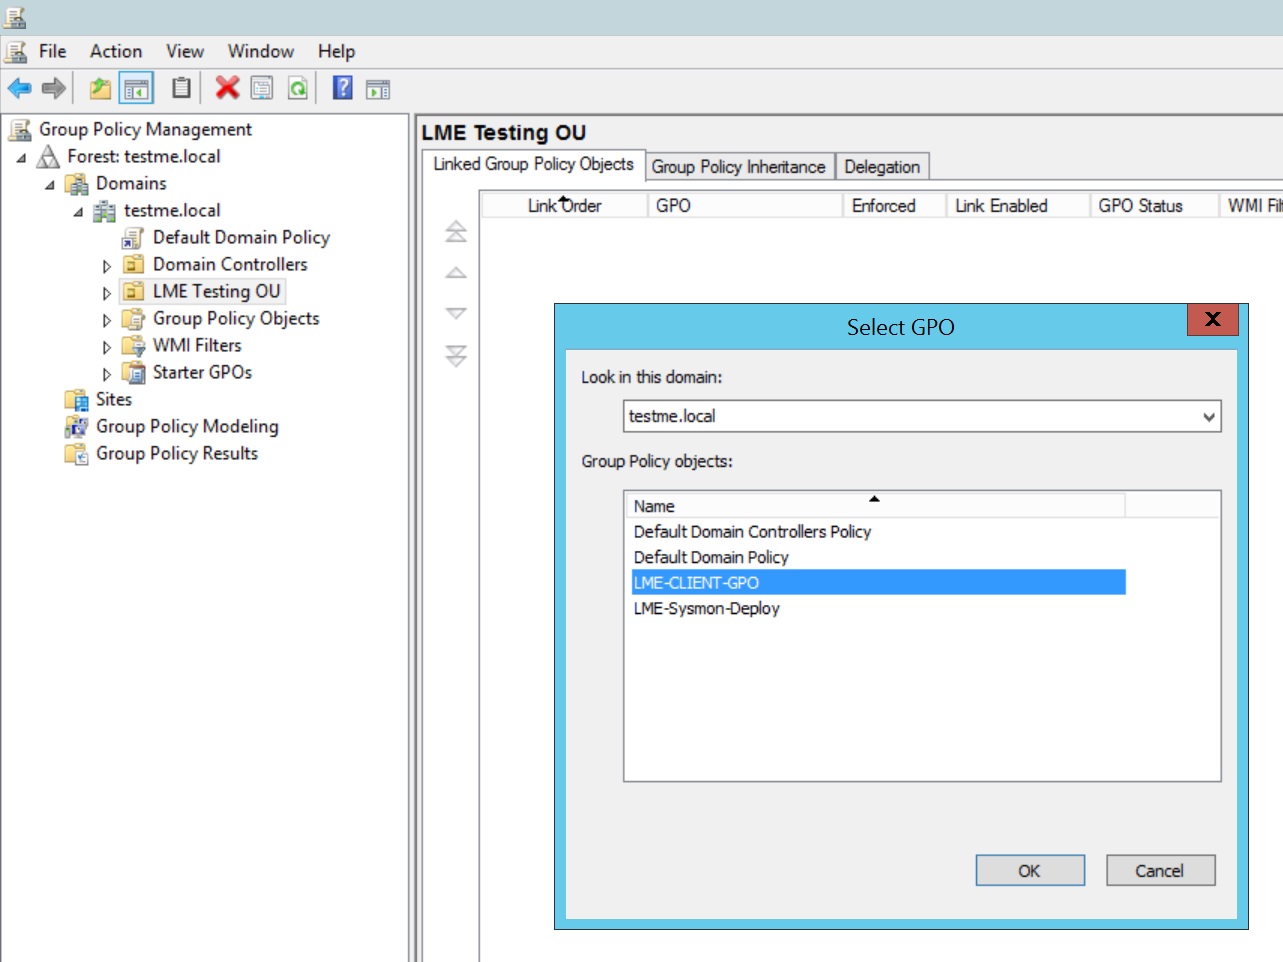 File Action View Window Help
Group Policy Management
Forest: testme.local
Domains
testme.local
Default Domain Policy
Domain Controllers
LME Testing OU
Group Policy Objects
WMI Filters
Starter GPOs
Sites
Group Policy Modeling
Group Policy Results
LME Testing OU
Linked Group Policy Objects Group Policy Inheritance Delegation
Link Order GPO Enforced Link Enabled GPO Status WMI Filt
Select GPO
X
Look in this domain:
testme.local
Group Policy objects:
Name
Default Domain Controllers Policy
Default Domain Policy
LME-CLIENT-GPO
LME-Sysmon-Deploy
OK Cancel